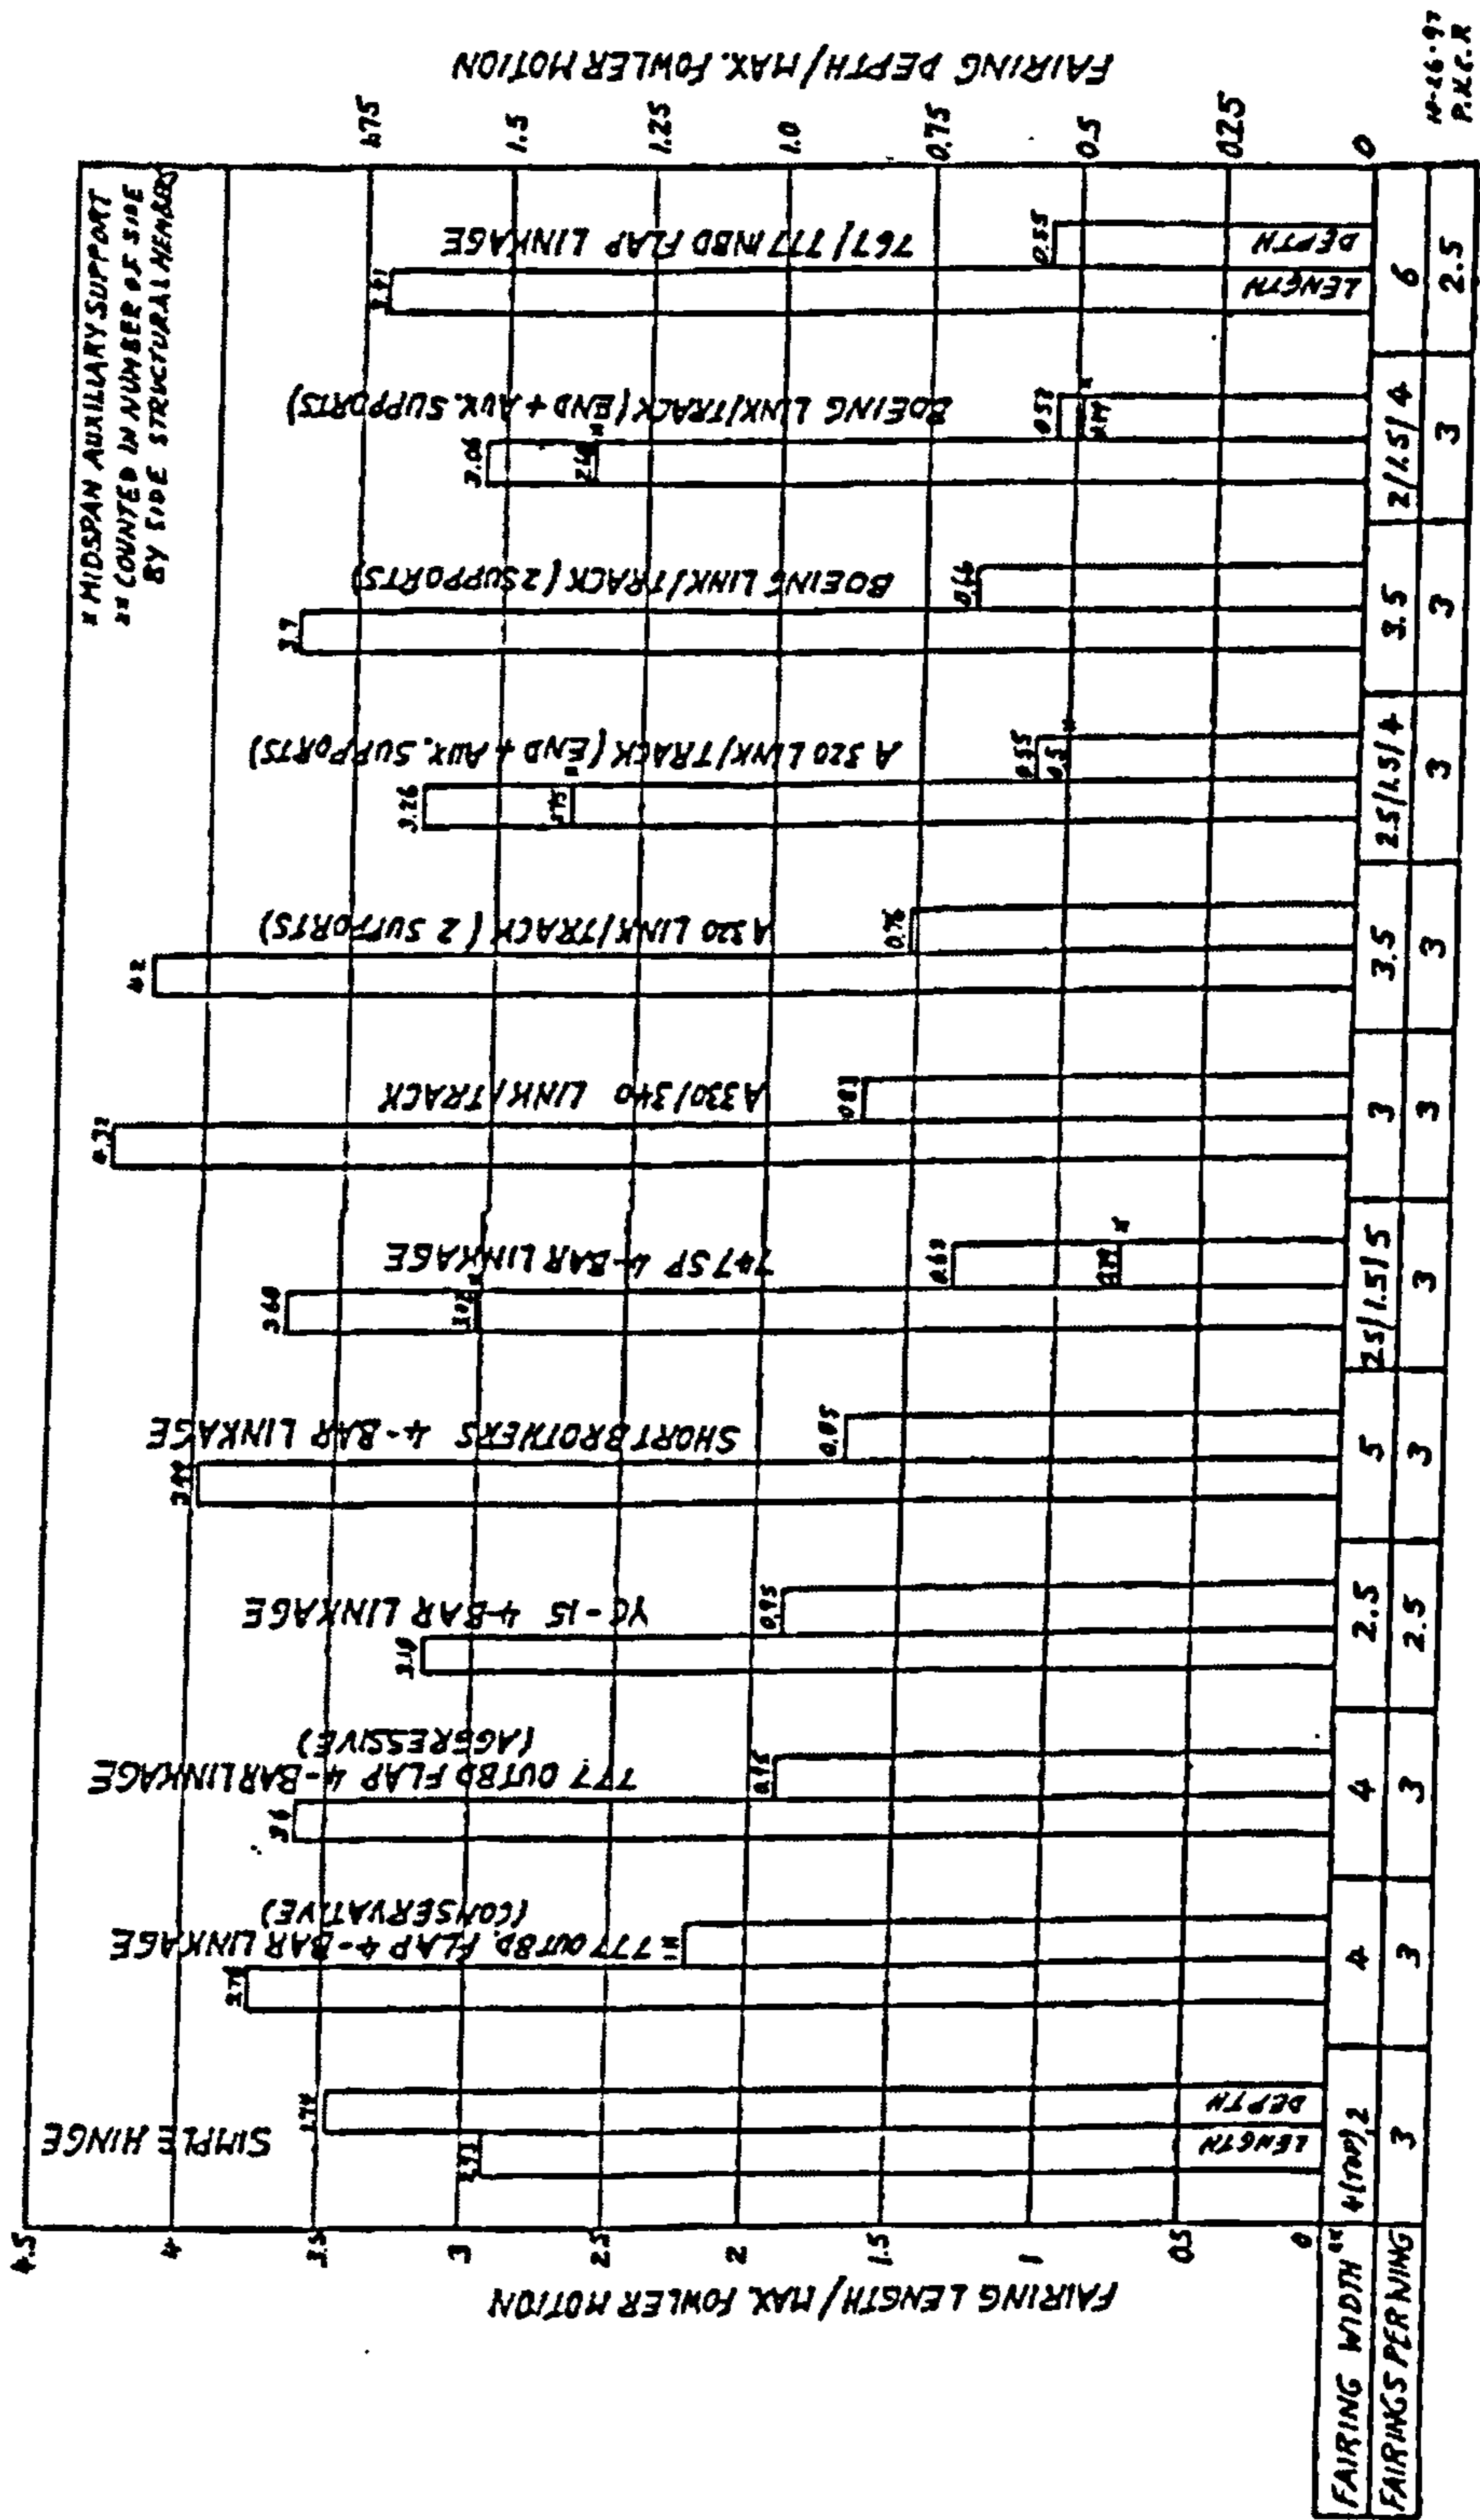 * MIDSPAN AUXILIARY SUPPORT
** COUNTED IN NUMBER OF SIDE
BY SIDE STRUCTURAL MEMBERS
FAIRING LENGTH/MAX. FOWLER MOTION
4.5
4
3.5
3
2.5
2
1.5
1
0.5
0
SIMPLE HINGE
LENGTH
DEPTH
777 OUTBD. FLAP 4-BAR LINKAGE
(CONSERVATIVE)
777 OUTBD FLAP 4-BAR LINKAGE
(AGGRESSIVE)
3.6
YC-15 4-BAR LINKAGE
0.95
SHORT BROTHERS 4-BAR LINKAGE
3.99
0.85
747SP 4-BAR LINKAGE
3.68
*
A330/340 LINK/TRACK
0.83
A320 LINK/TRACK (2 SUPPORTS)
4.2
0.76
A320 LINK/TRACK (END + AUX. SUPPORTS)
3.26
0.55
BOEING LINK/TRACK (2 SUPPORTS)
3.7
BOEING LINK/TRACK (END + AUX. SUPPORTS)
0.53
*
767/777 INBD FLAP LINKAGE
0.55
LENGTH
DEPTH
FAIRING DEPTH/MAX. FOWLER MOTION
1.75
1.5
1.25
1.0
0.75
0.5
0.25
0
FAIRING WIDTH ** 4(TOP), 2 4 4 2.5 5 2.5/1.5/5 3 3.5 2.5/1.5/4 3.5 2/1.5/4 6
FAIRINGS PER WING 3 3 3 2.5 3 3 3 3 3 3 3 2.5
P.K.C.R